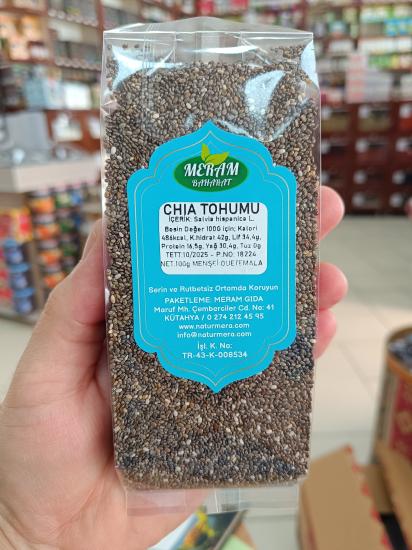 MERAM
BAHARAT
CHIA TOHUMU
İÇERİK: Salvia hispanica L.
Besin Değer 100G için; Kalori
486kcal, K.hidrat 42g, Lif 34,4g,
Protein 16,5g, Yağ 30,4g, Tuz 0g
TETT:10/2025 - P.NO: 18224
NET:100g MENŞEİ:GUETEMALA
Serin ve Rutbetsiz Ortamda Koruyun
PAKETLEME: MERAM GIDA
Maruf Mh. Çemberciler Cd. No: 41
KÜTAHYA / 0 274 212 45 95
www.naturmera.com
info@naturmera.com
İşl. K. No:
TR-43-K-008534